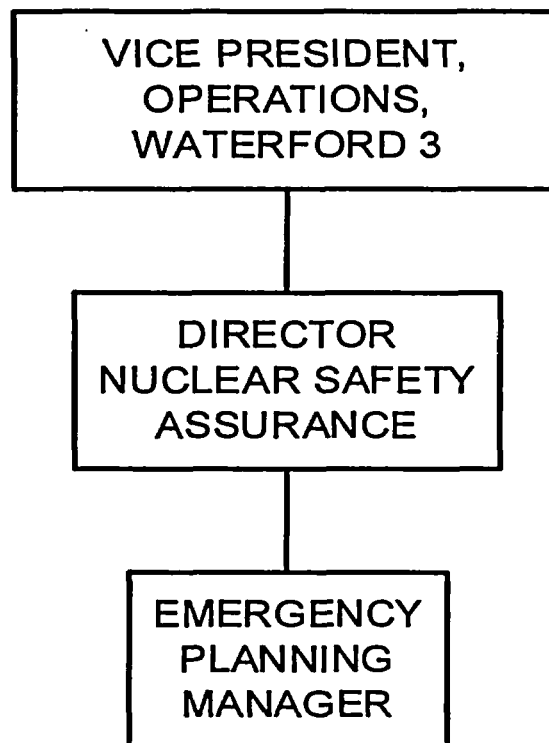 VICE PRESIDENT,
OPERATIONS,
WATERFORD 3
DIRECTOR
NUCLEAR SAFETY
ASSURANCE
EMERGENCY
PLANNING
MANAGER